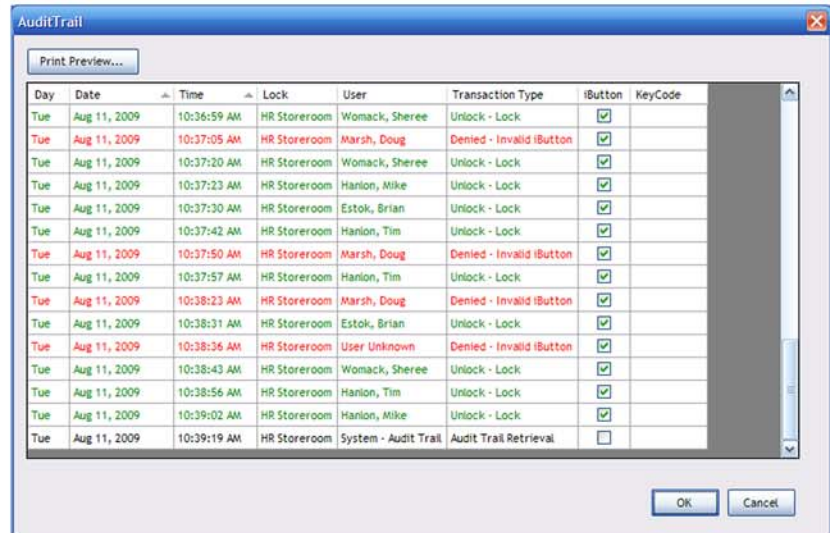 AuditTrail
Print Preview...
Day Date Time Lock User Transaction Type iButton KeyCode
Tue Aug 11, 2009 10:36:59 AM HR Storeroom Womack, Sheree Unlock - Lock
Tue Aug 11, 2009 10:37:05 AM HR Storeroom Marsh, Doug Denied - Invalid iButton
Tue Aug 11, 2009 10:37:20 AM HR Storeroom Womack, Sheree Unlock - Lock
Tue Aug 11, 2009 10:37:23 AM HR Storeroom Hanlon, Mike Unlock - Lock
Tue Aug 11, 2009 10:37:30 AM HR Storeroom Estok, Brian Unlock - Lock
Tue Aug 11, 2009 10:37:42 AM HR Storeroom Hanlon, Tim Unlock - Lock
Tue Aug 11, 2009 10:37:50 AM HR Storeroom Marsh, Doug Denied - Invalid iButton
Tue Aug 11, 2009 10:37:57 AM HR Storeroom Hanlon, Tim Unlock - Lock
Tue Aug 11, 2009 10:38:23 AM HR Storeroom Marsh, Doug Denied - Invalid iButton
Tue Aug 11, 2009 10:38:31 AM HR Storeroom Estok, Brian Unlock - Lock
Tue Aug 11, 2009 10:38:36 AM HR Storeroom User Unknown Denied - Invalid iButton
Tue Aug 11, 2009 10:38:43 AM HR Storeroom Womack, Sheree Unlock - Lock
Tue Aug 11, 2009 10:38:56 AM HR Storeroom Hanlon, Tim Unlock - Lock
Tue Aug 11, 2009 10:39:02 AM HR Storeroom Hanlon, Mike Unlock - Lock
Tue Aug 11, 2009 10:39:19 AM HR Storeroom System - Audit Trail Audit Trail Retrieval
OK Cancel